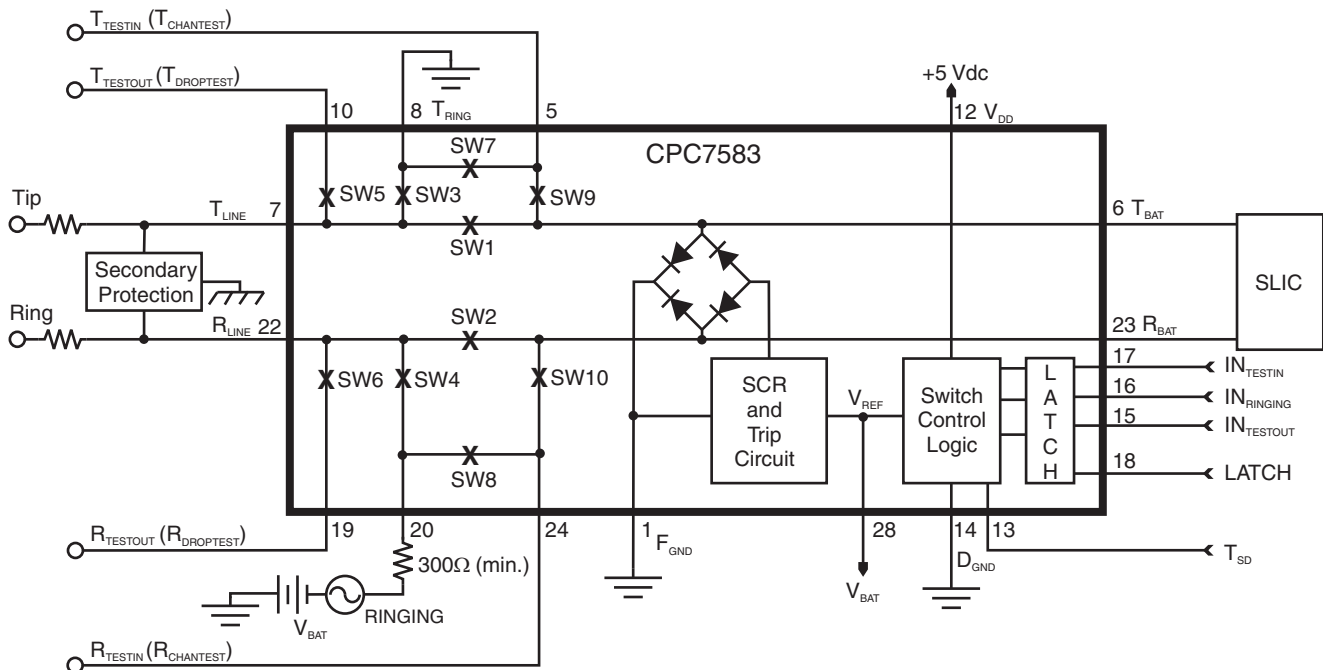 T_TESTIN (T_CHANTEST)
T_TESTOUT (T_DROPTEST)
+5 Vdc
10
8
T_RING
5
12 V_DD
SW7
CPC7583
SW5
SW3
SW9
Tip
T_LINE
7
6 T_BAT
SW1
Secondary
Protection
SLIC
Ring
R_LINE 22
SW2
23 R_BAT
SW6
SW4
SW10
SCR
and
Trip
Circuit
V_REF
Switch
Control
Logic
L
A
T
C
H
17
IN_TESTIN
16
IN_RINGING
15
IN_TESTOUT
18
LATCH
SW8
R_TESTOUT (R_DROPTEST)
19
20
24
1 F_GND
28
14
13
300Ω (min.)
D_GND
T_SD
V_BAT
RINGING
V_BAT
R_TESTIN (R_CHANTEST)